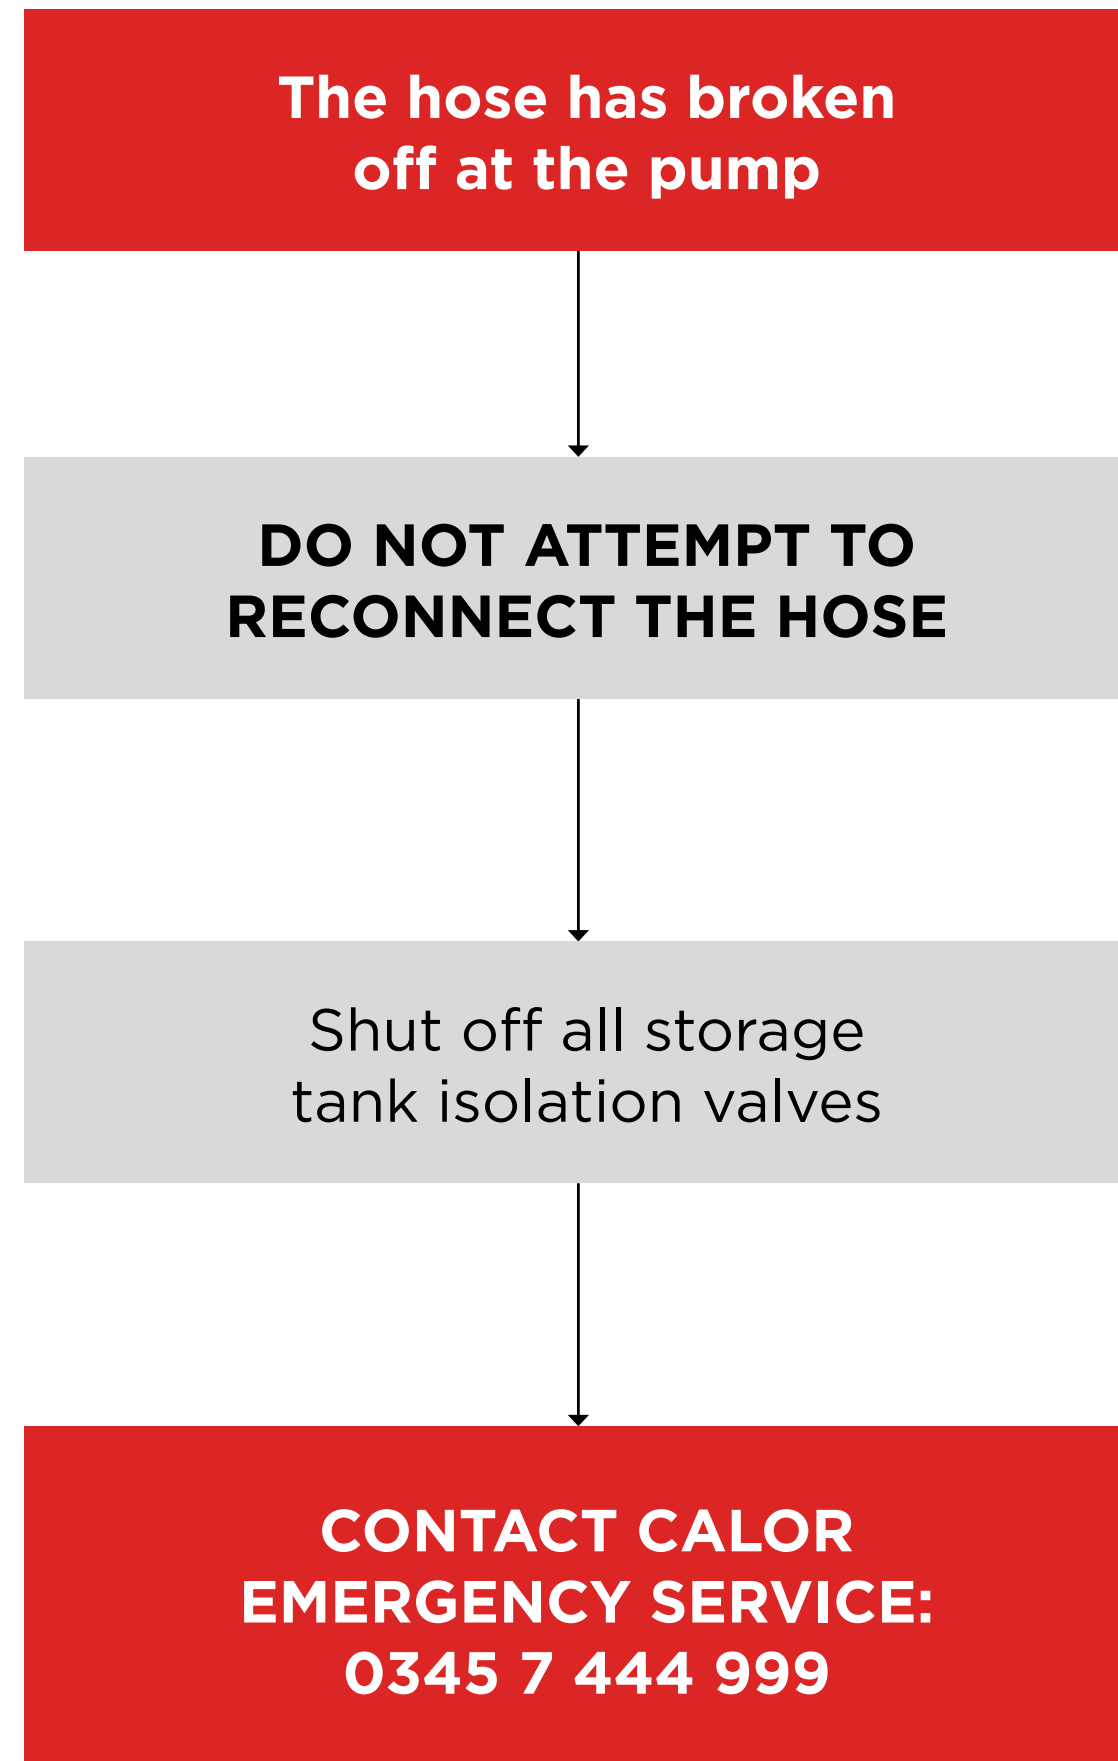 The hose has broken
off at the pump
DO NOT ATTEMPT TO
RECONNECT THE HOSE
Shut off all storage
tank isolation valves
CONTACT CALOR
EMERGENCY SERVICE:
0345 7 444 999